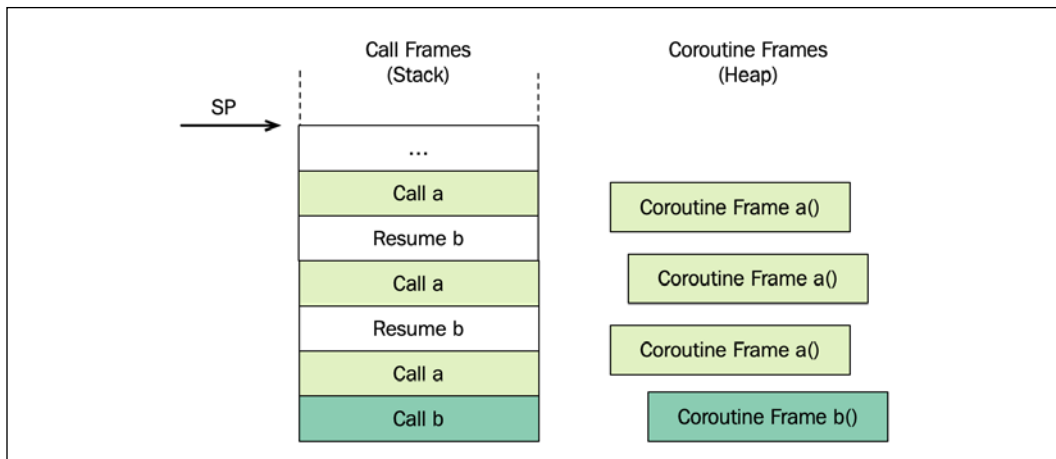 Call Frames
(Stack)
Coroutine Frames
(Heap)
SP
...
Call a
Coroutine Frame a()
Resume b
Call a
Coroutine Frame a()
Resume b
Coroutine Frame a()
Call a
Call b
Coroutine Frame b()